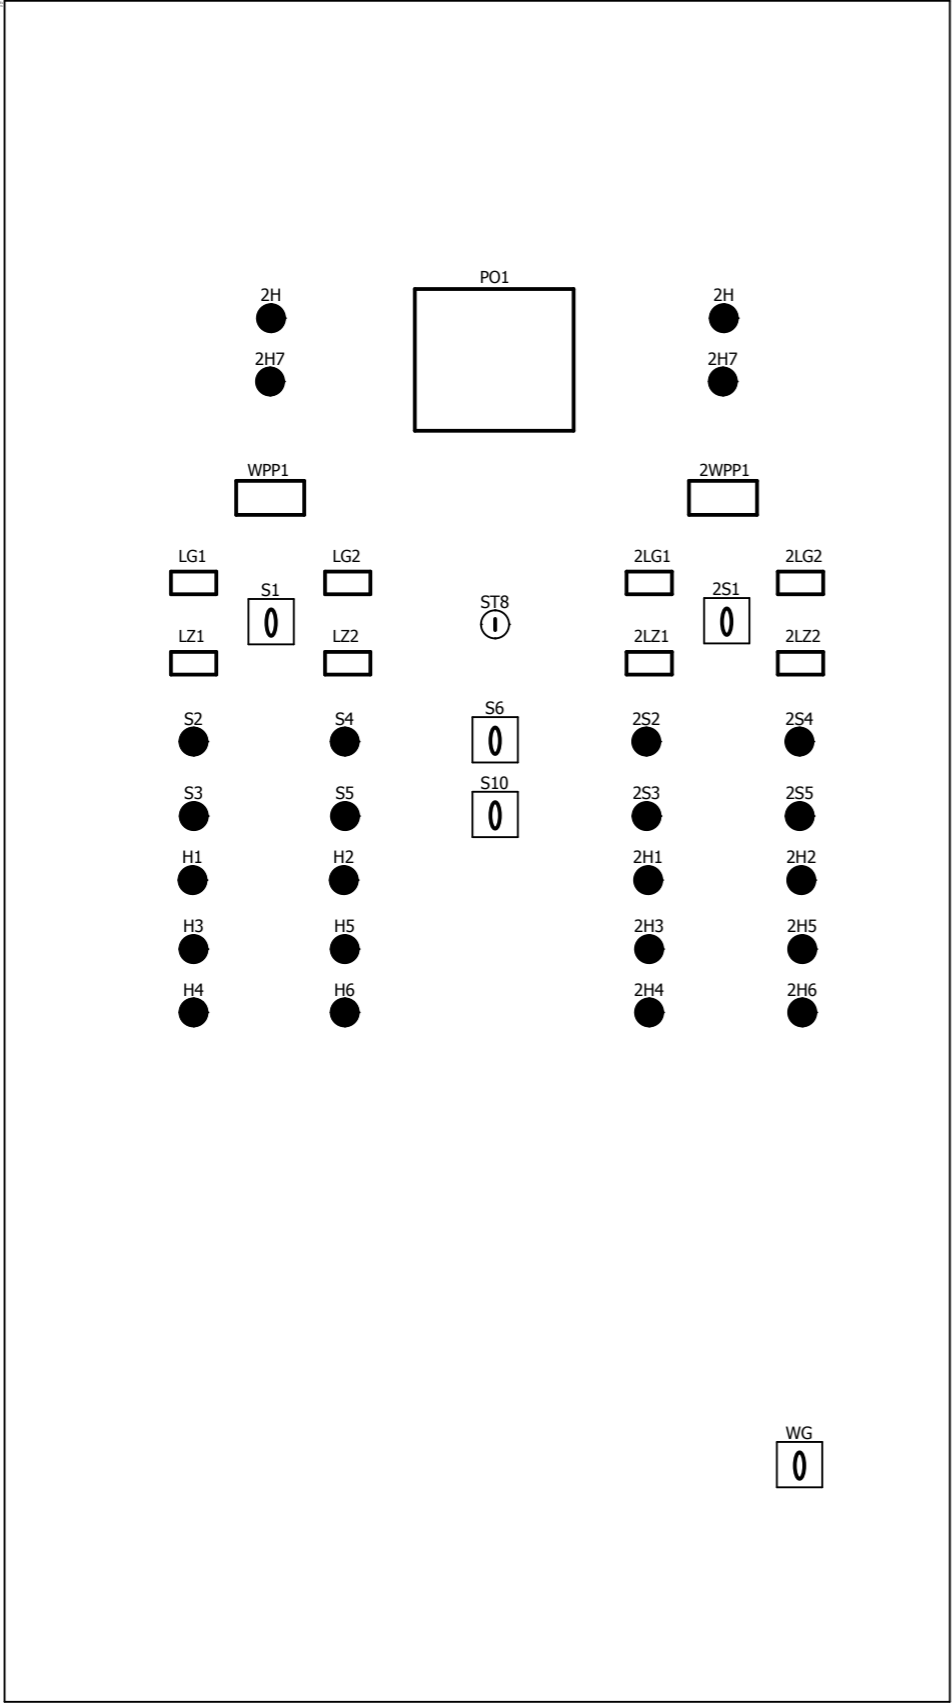 PO1
2H 2H
2H7 2H7
WPP1 2WPP1
LG1 LG2 2LG1 2LG2
S1 2S1
ST8
LZ1 LZ2 2LZ1 2LZ2
S6
S2 S4 2S2 2S4
S10
S3 S5 2S3 2S5
H1 H2 2H1 2H2
H3 H5 2H3 2H5
H4 H6 2H4 2H6
WG